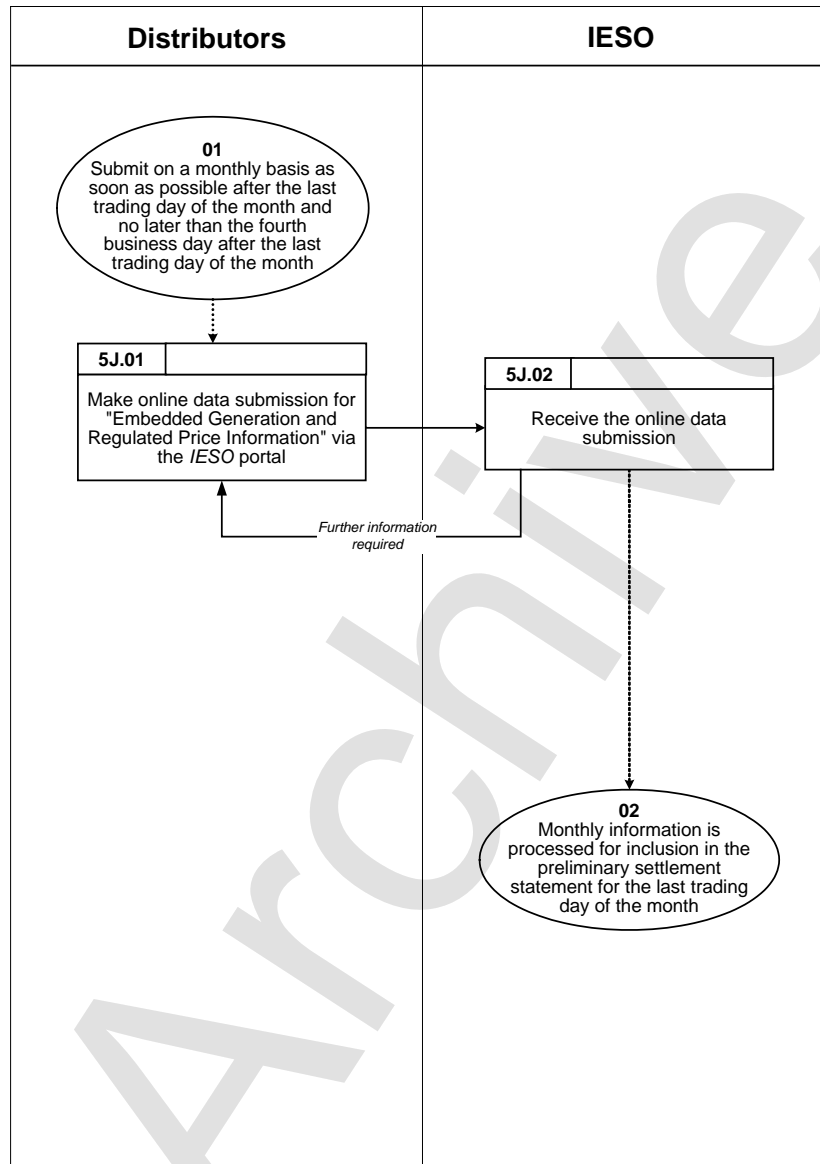 Distributors
IESO
01
Submit on a monthly basis as
soon as possible after the last
trading day of the month and
no later than the fourth
business day after the last
trading day of the month
5J.01
Make online data submission for
"Embedded Generation and
Regulated Price Information" via
the IESO portal
5J.02
Receive the online data
submission
Further information
required
02
Monthly information is
processed for inclusion in the
preliminary settlement
statement for the last trading
day of the month
Archive